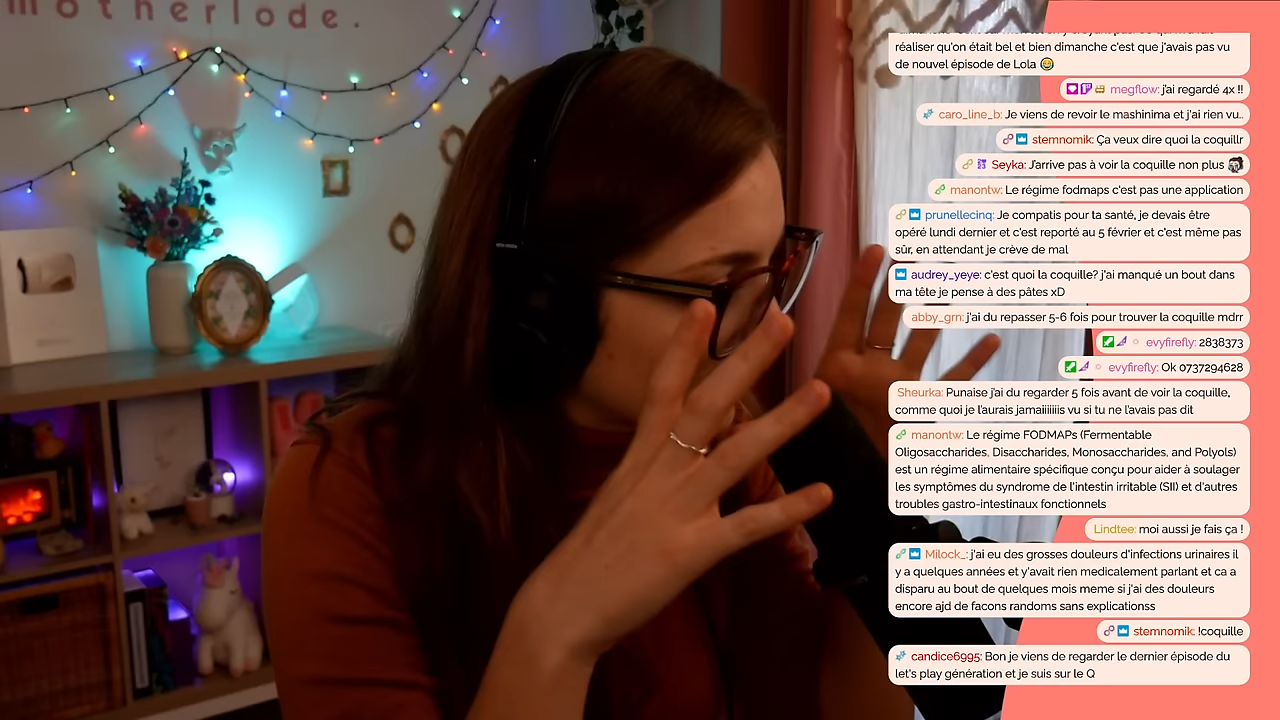 motherlode.
réaliser qu'on était bel et bien dimanche c'est que j'avais pas vu
de nouvel épisode de Lola 😂
megflow: j'ai regardé 4x !!
caro_line_b: Je viens de revoir le mashinima et j'ai rien vu..
stemnomik: Ça veux dire quoi la coquillr
Seyka: J'arrive pas à voir la coquille non plus
manontw: Le régime fodmaps c'est pas une application
prunellecinq: Je compatis pour ta santé, je devais être
opéré lundi dernier et c'est reporté au 5 février et c'est même pas
sûr, en attendant je crève de mal
audrey_yeye: c'est quoi la coquille? j'ai manqué un bout dans
ma tête je pense à des pâtes xD
abby_grn: j'ai du repasser 5-6 fois pour trouver la coquille mdrr
evyfirefly: 2838373
evyfirefly: Ok 0737294628
Sheurka: Punaise j'ai du regarder 5 fois avant de voir la coquille,
comme quoi je l'aurais jamaiiiiiiis vu si tu ne l'avais pas dit
manontw: Le régime FODMAPs (Fermentable
Oligosaccharides, Disaccharides, Monosaccharides, and Polyols)
est un régime alimentaire spécifique conçu pour aider à soulager
les symptômes du syndrome de l'intestin irritable (SII) et d'autres
troubles gastro-intestinaux fonctionnels
Lindtee: moi aussi je fais ça !
Milock_: j'ai eu des grosses douleurs d'infections urinaires il
y a quelques années et y'avait rien medicalement parlant et ca a
disparu au bout de quelques mois meme si j'ai des douleurs
encore ajd de facons randoms sans explicationss
stemnomik: !coquille
candice6995: Bon je viens de regarder le dernier épisode du
let's play génération et je suis sur le Q